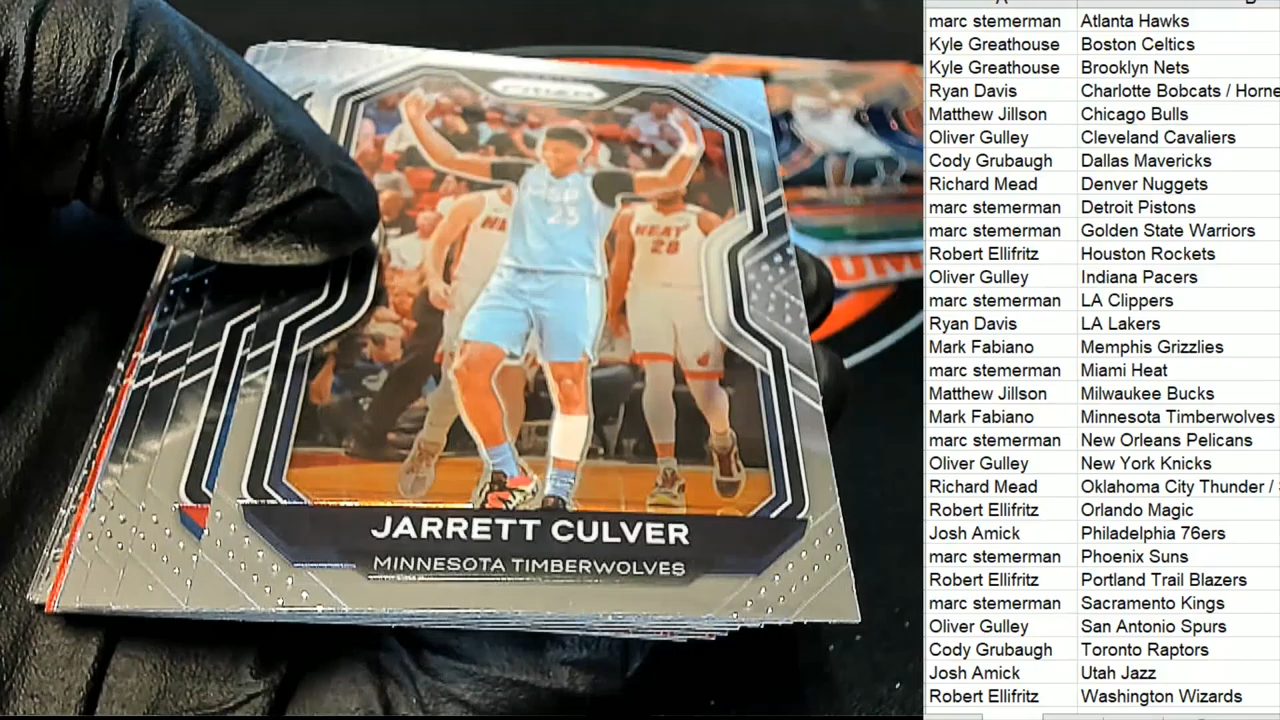 PRIZM
HEAT
28
23
JARRETT CULVER
MINNESOTA TIMBERWOLVES
marc stemerman Atlanta Hawks
Kyle Greathouse Boston Celtics
Kyle Greathouse Brooklyn Nets
Ryan Davis Charlotte Bobcats / Horne
Matthew Jillson Chicago Bulls
Oliver Gulley Cleveland Cavaliers
Cody Grubaugh Dallas Mavericks
Richard Mead Denver Nuggets
marc stemerman Detroit Pistons
marc stemerman Golden State Warriors
Robert Ellifritz Houston Rockets
Oliver Gulley Indiana Pacers
marc stemerman LA Clippers
Ryan Davis LA Lakers
Mark Fabiano Memphis Grizzlies
marc stemerman Miami Heat
Matthew Jillson Milwaukee Bucks
Mark Fabiano Minnesota Timberwolves
marc stemerman New Orleans Pelicans
Oliver Gulley New York Knicks
Richard Mead Oklahoma City Thunder /
Robert Ellifritz Orlando Magic
Josh Amick Philadelphia 76ers
marc stemerman Phoenix Suns
Robert Ellifritz Portland Trail Blazers
marc stemerman Sacramento Kings
Oliver Gulley San Antonio Spurs
Cody Grubaugh Toronto Raptors
Josh Amick Utah Jazz
Robert Ellifritz Washington Wizards